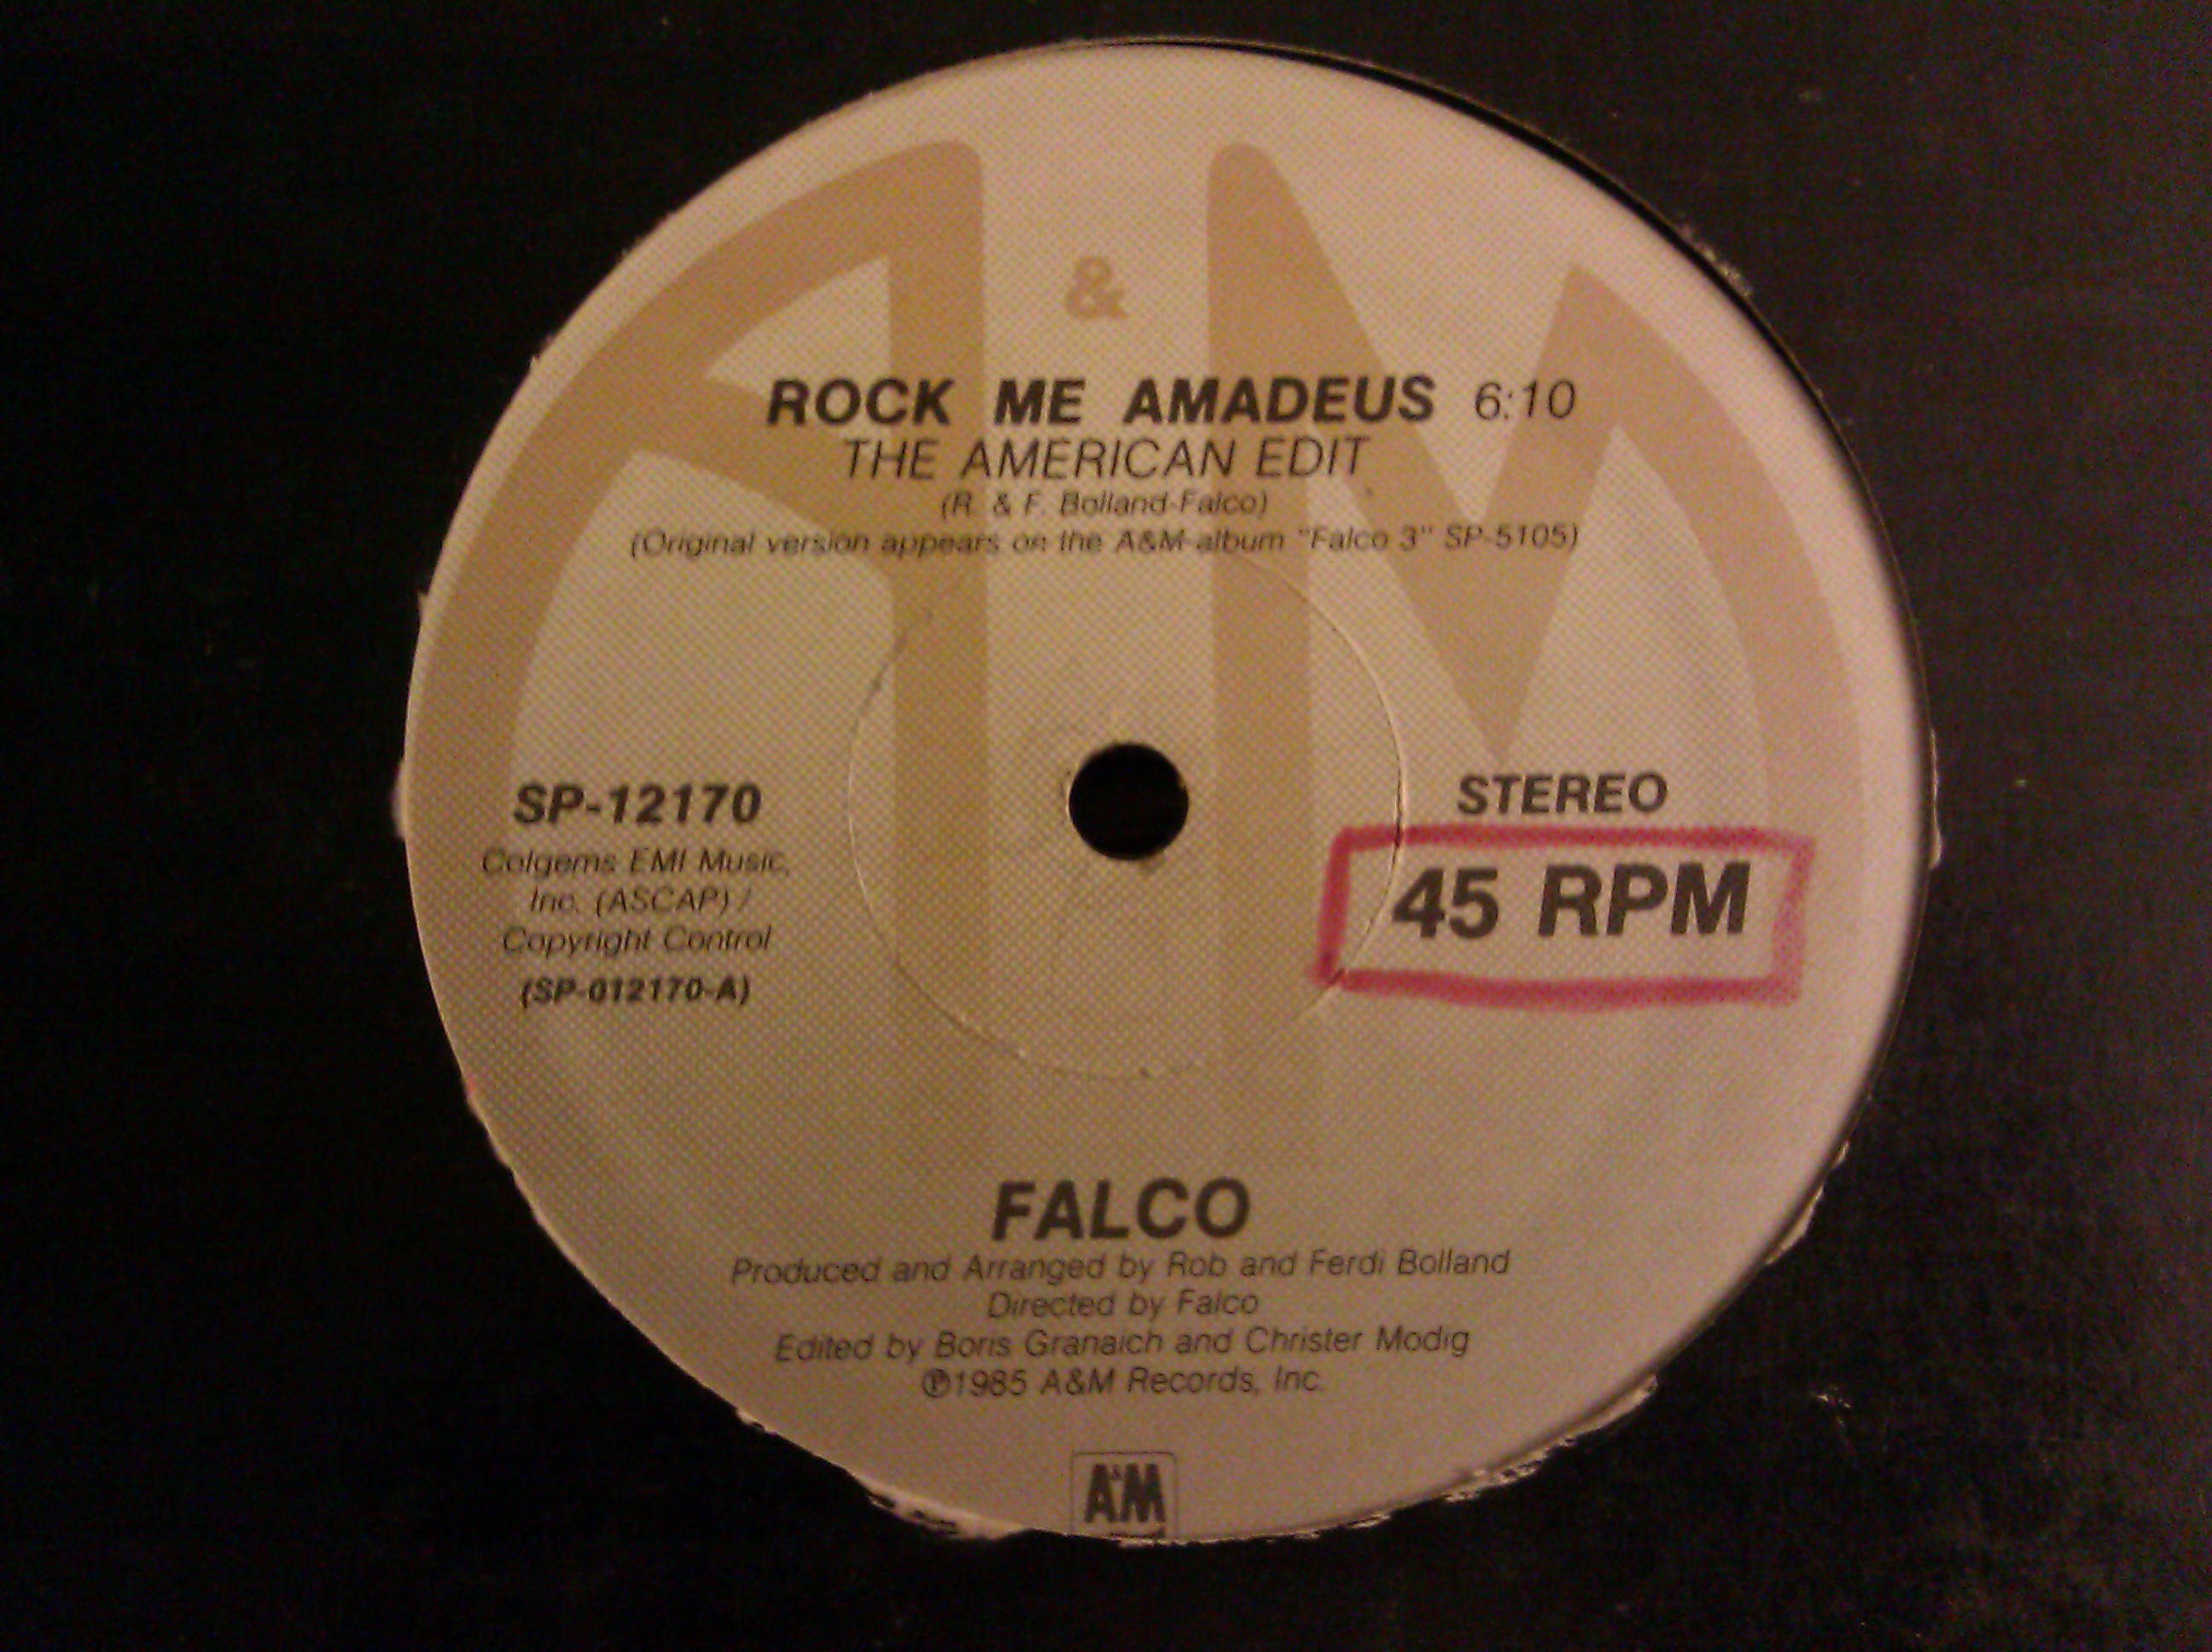 A & M
ROCK ME AMADEUS 6:10
THE AMERICAN EDIT
(R. & F. Bolland-Falco)
(Original version appears on the A&M album "Falco 3" SP-5105)
SP-12170
Colgems EMI Music,
Inc. (ASCAP) /
Copyright Control
(SP-012170-A)
STEREO
45 RPM
FALCO
Produced and Arranged by Rob and Ferdi Bolland
Directed by Falco
Edited by Boris Granaich and Christer Modig
℗1985 A&M Records, Inc.
A&M